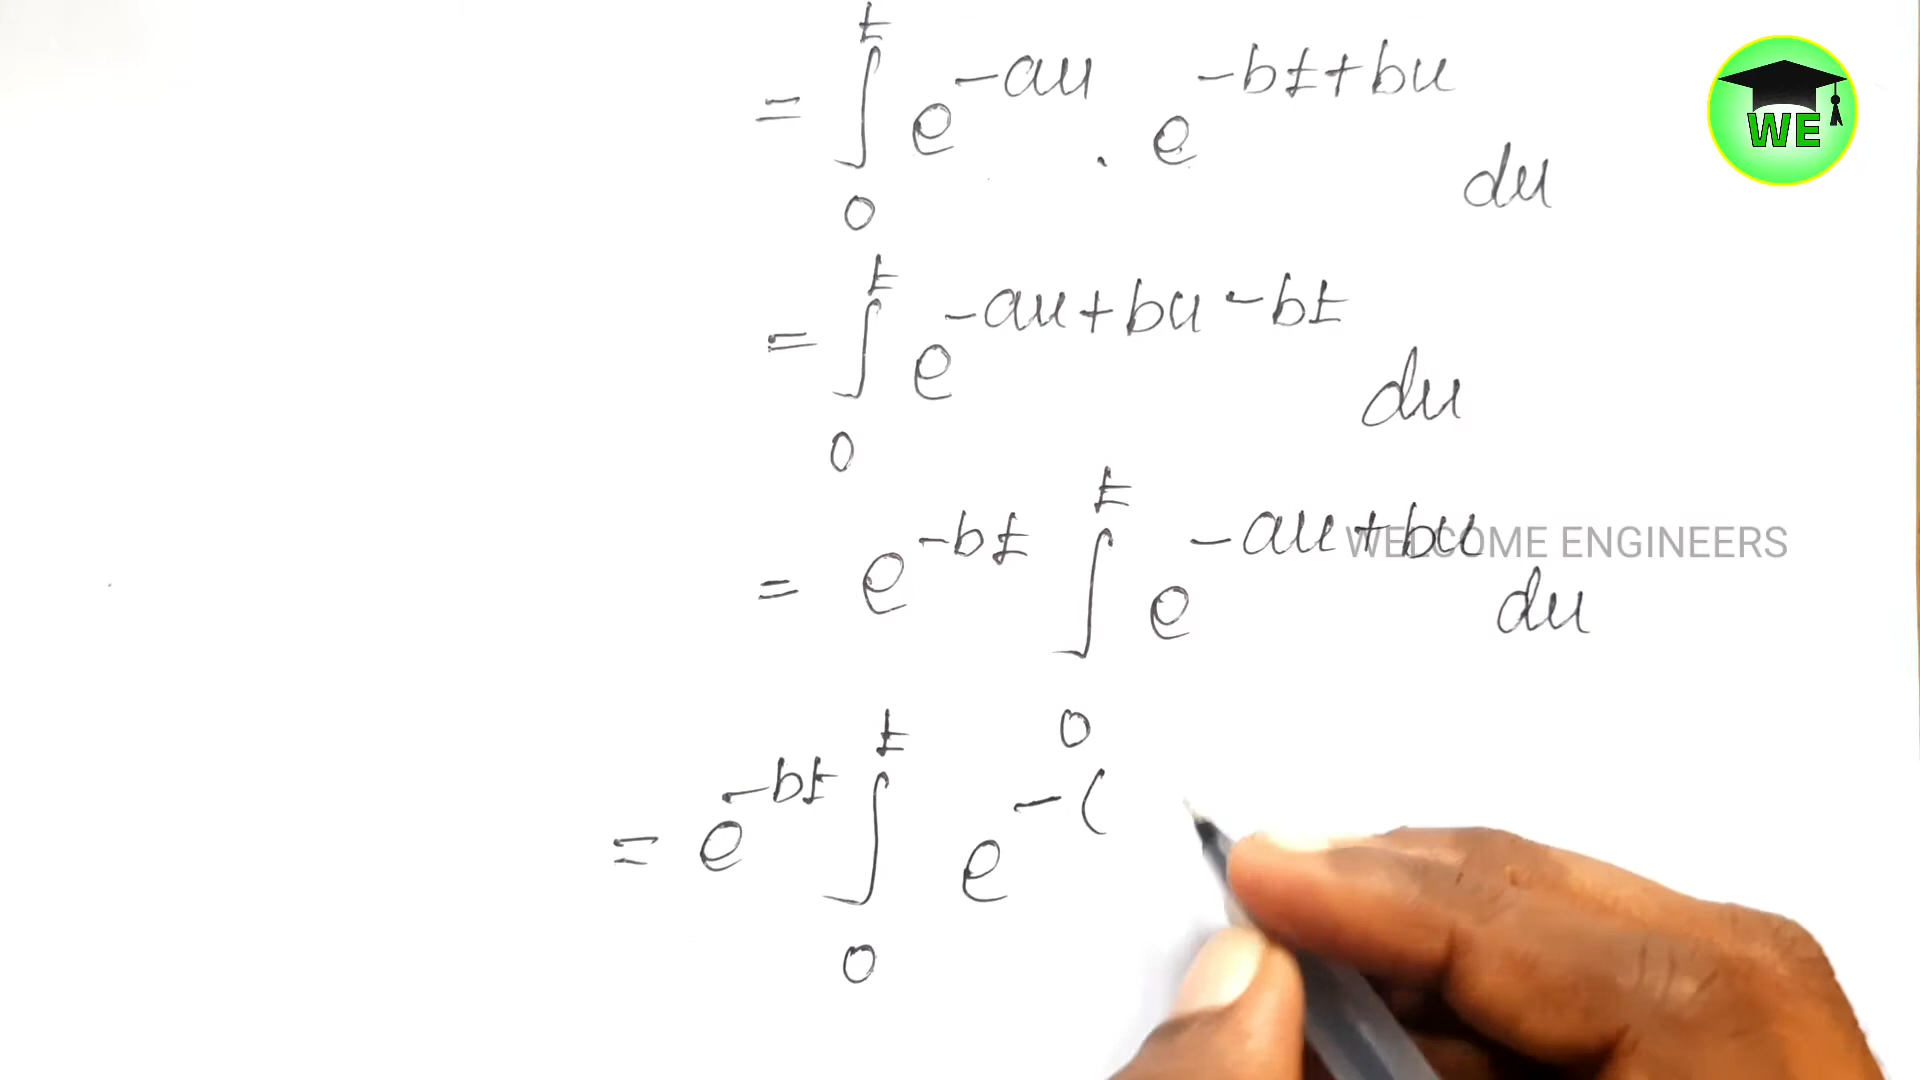 = ∫₀ᵗ e^{-au} . e^{-bt+bu} du
WE
= ∫₀ᵗ e^{-au+bu-bt} du
= e^{-bt} ∫₀ᵗ e^{-au+bu} du
WELCOME ENGINEERS
= e^{-bt} ∫₀ᵗ e^{-(